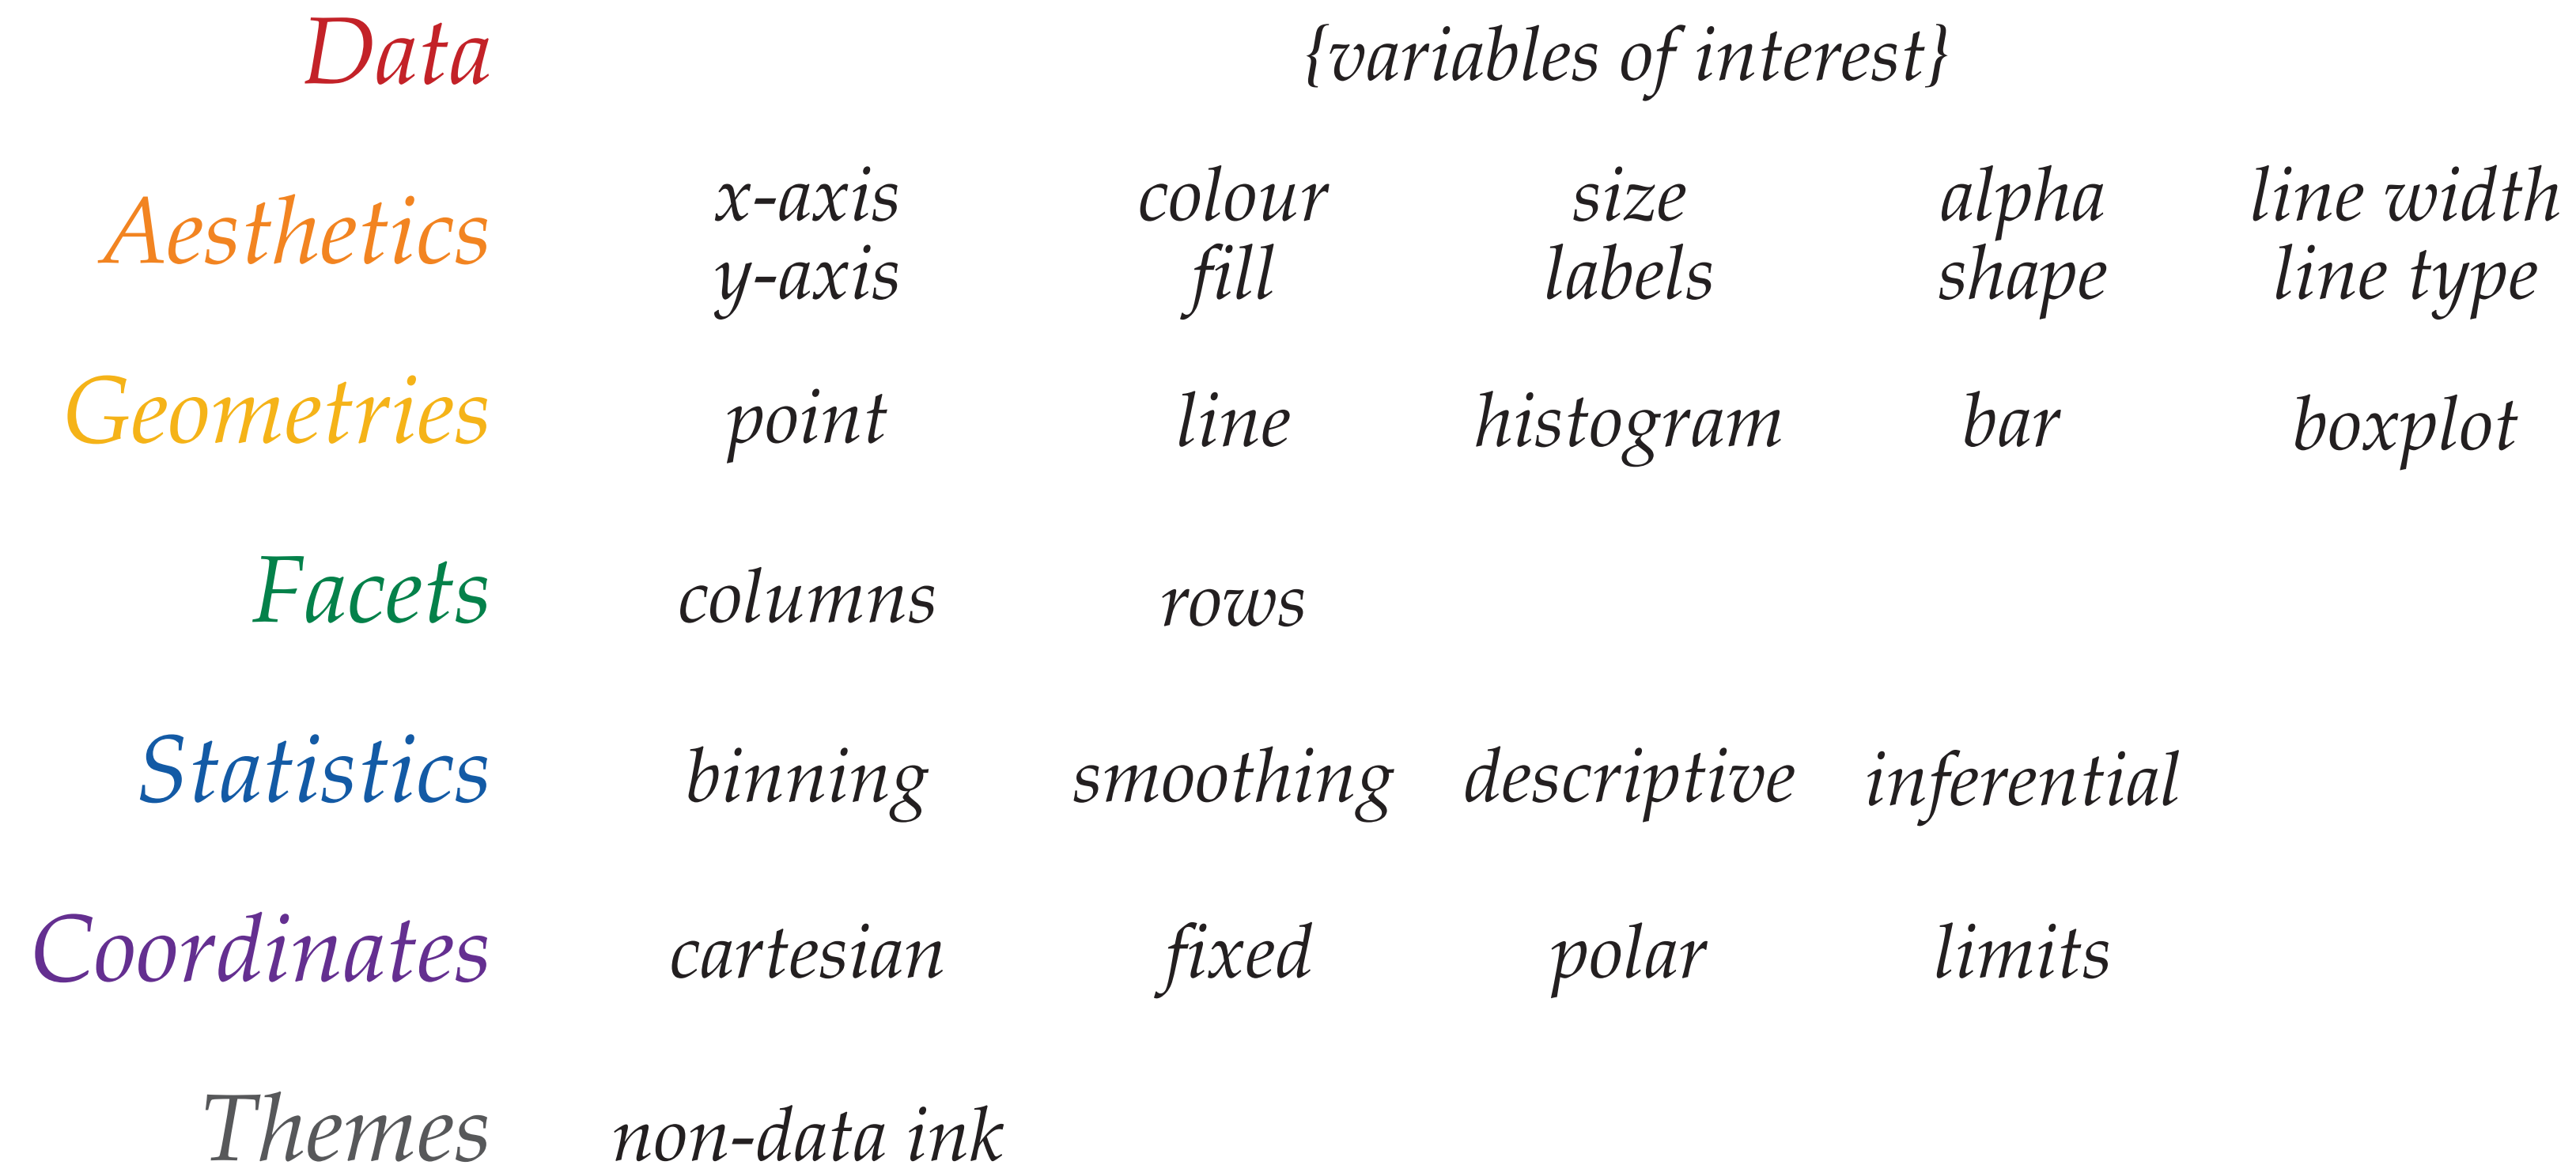 Data {variables of interest}
Aesthetics
x-axis colour size alpha line width
y-axis fill labels shape line type
Geometries point line histogram bar boxplot
Facets columns rows
Statistics binning smoothing descriptive inferential
Coordinates cartesian fixed polar limits
Themes non-data ink